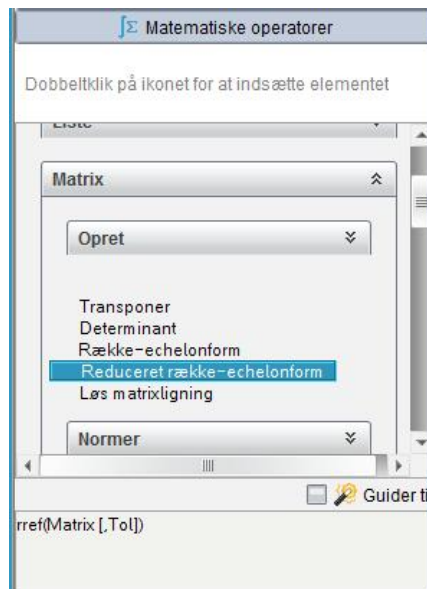 ∫Σ Matematiske operatorer
Dobbeltklik på ikonet for at indsætte elementet
Liste
Matrix
Opret
Transponer
Determinant
Række-echelonform
Reduceret række-echelonform
Løs matrixligning
Normer
Guider ti
rref(Matrix [,Tol])